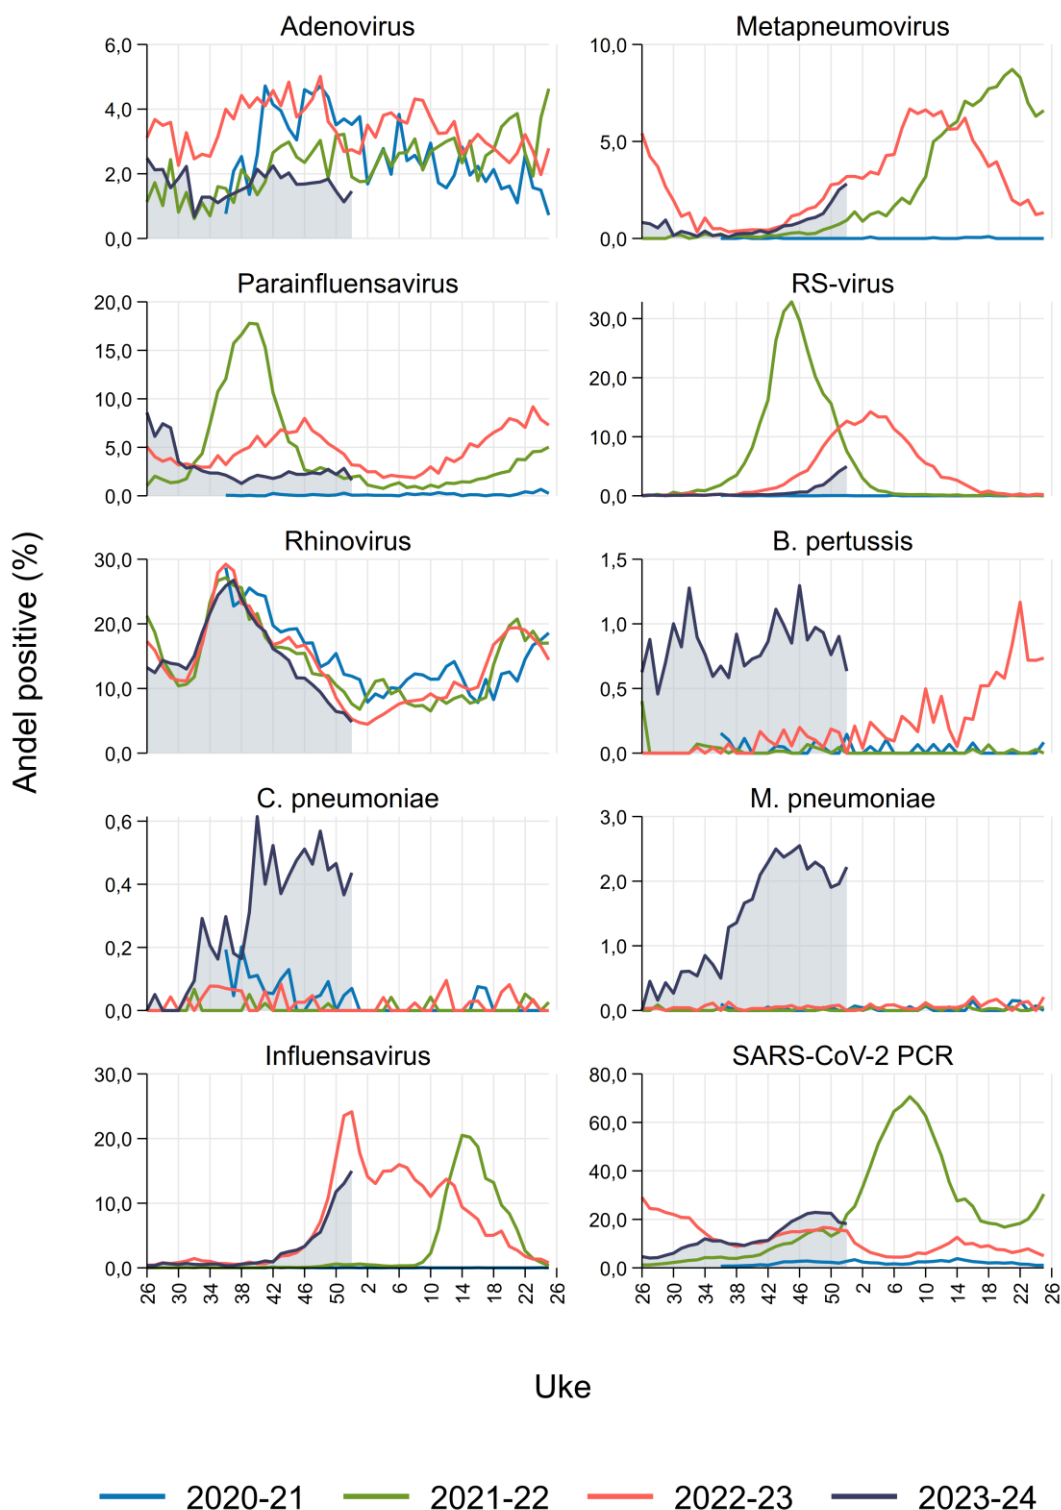 Adenovirus
6,0
4,0
2,0
0,0
Metapneumovirus
10,0
5,0
0,0
Parainfluensavirus
20,0
15,0
10,0
5,0
0,0
RS-virus
30,0
20,0
10,0
0,0
Rhinovirus
30,0
20,0
10,0
0,0
B. pertussis
1,5
1,0
0,5
0,0
C. pneumoniae
0,6
0,4
0,2
0,0
M. pneumoniae
3,0
2,0
1,0
0,0
Influensavirus
30,0
20,0
10,0
0,0
26 30 34 38 42 46 50 2 6 10 14 18 22 26
SARS-CoV-2 PCR
80,0
60,0
40,0
20,0
0,0
26 30 34 38 42 46 50 2 6 10 14 18 22 26
Andel positive (%)
Uke
2020-21 2021-22 2022-23 2023-24